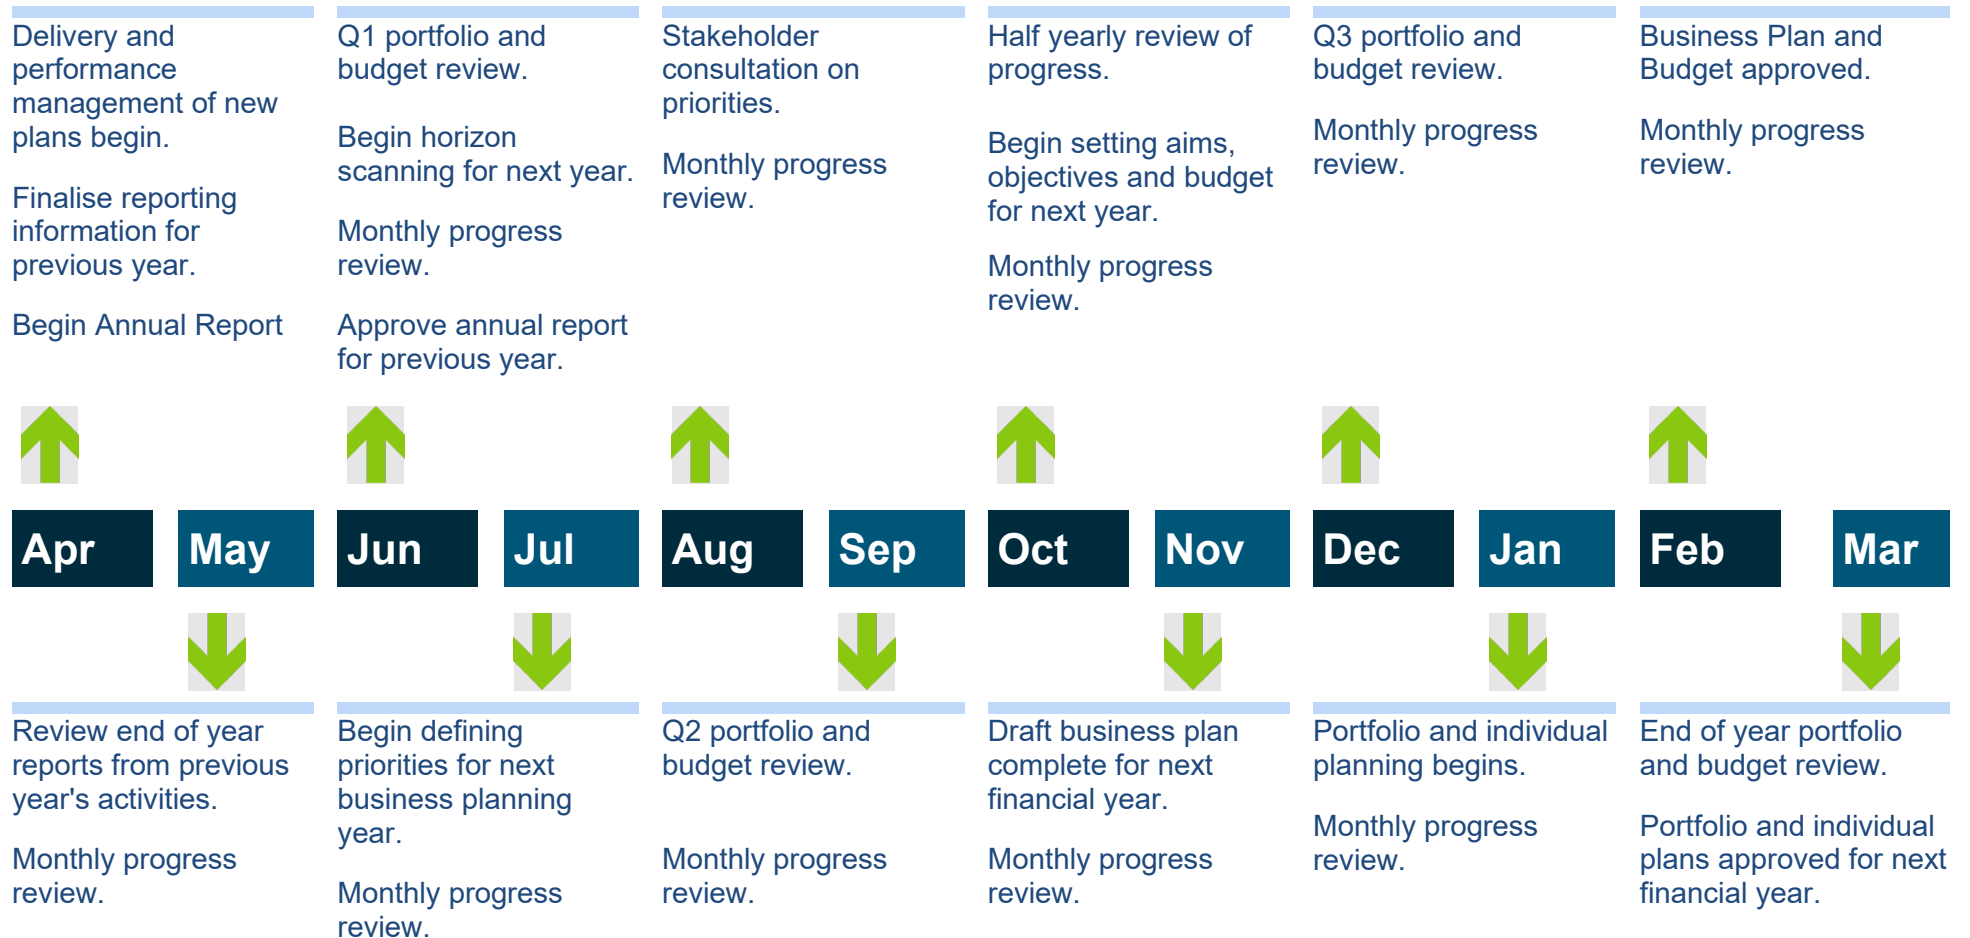 Delivery and
performance
management of new
plans begin.
Finalise reporting
information for
previous year.
Begin Annual Report
Q1 portfolio and
budget review.
Begin horizon
scanning for next year.
Monthly progress
review.
Approve annual report
for previous year.
Stakeholder
consultation on
priorities.
Monthly progress
review.
Half yearly review of
progress.
Begin setting aims,
objectives and budget
for next year.
Monthly progress
review.
Q3 portfolio and
budget review.
Monthly progress
review.
Business Plan and
Budget approved.
Monthly progress
review.
Apr
May
Jun
Jul
Aug
Sep
Oct
Nov
Dec
Jan
Feb
Mar
Review end of year
reports from previous
year's activities.
Monthly progress
review.
Begin defining
priorities for next
business planning
year.
Monthly progress
review.
Q2 portfolio and
budget review.
Monthly progress
review.
Draft business plan
complete for next
financial year.
Monthly progress
review.
Portfolio and individual
planning begins.
Monthly progress
review.
End of year portfolio
and budget review.
Portfolio and individual
plans approved for next
financial year.